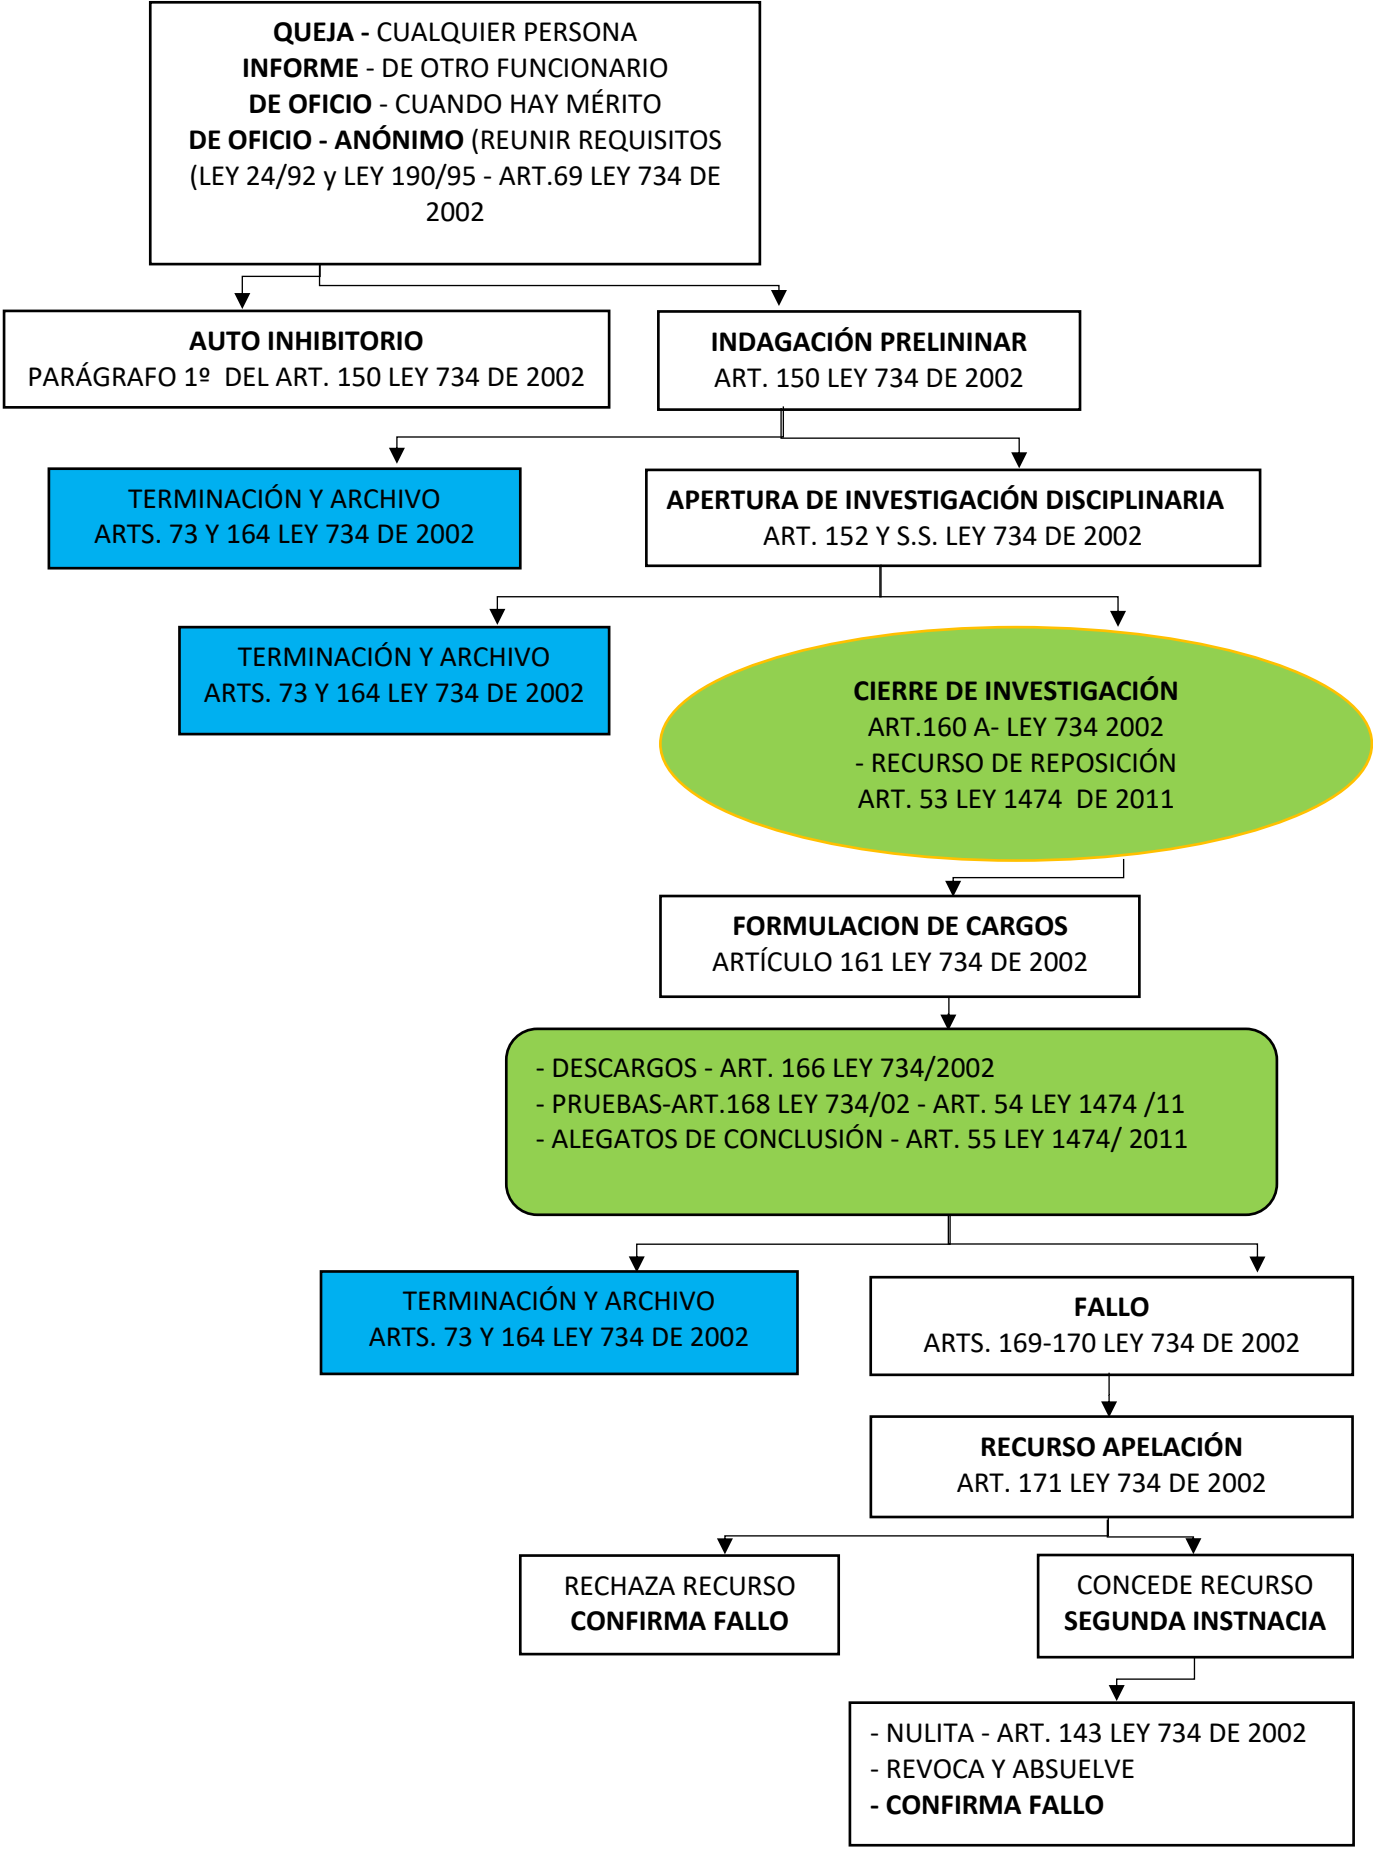 QUEJA - CUALQUIER PERSONA
INFORME - DE OTRO FUNCIONARIO
DE OFICIO - CUANDO HAY MÉRITO
DE OFICIO - ANÓNIMO (REUNIR REQUISITOS
(LEY 24/92 y LEY 190/95 - ART.69 LEY 734 DE
2002
AUTO INHIBITORIO
PARÁGRAFO 1º DEL ART. 150 LEY 734 DE 2002
INDAGACIÓN PRELININAR
ART. 150 LEY 734 DE 2002
TERMINACIÓN Y ARCHIVO
ARTS. 73 Y 164 LEY 734 DE 2002
APERTURA DE INVESTIGACIÓN DISCIPLINARIA
ART. 152 Y S.S. LEY 734 DE 2002
TERMINACIÓN Y ARCHIVO
ARTS. 73 Y 164 LEY 734 DE 2002
CIERRE DE INVESTIGACIÓN
ART.160 A- LEY 734 2002
- RECURSO DE REPOSICIÓN
ART. 53 LEY 1474 DE 2011
FORMULACION DE CARGOS
ARTÍCULO 161 LEY 734 DE 2002
- DESCARGOS - ART. 166 LEY 734/2002
- PRUEBAS-ART.168 LEY 734/02 - ART. 54 LEY 1474 /11
- ALEGATOS DE CONCLUSIÓN - ART. 55 LEY 1474/ 2011
TERMINACIÓN Y ARCHIVO
ARTS. 73 Y 164 LEY 734 DE 2002
FALLO
ARTS. 169-170 LEY 734 DE 2002
RECURSO APELACIÓN
ART. 171 LEY 734 DE 2002
RECHAZA RECURSO
CONFIRMA FALLO
CONCEDE RECURSO
SEGUNDA INSTNACIA
- NULITA - ART. 143 LEY 734 DE 2002
- REVOCA Y ABSUELVE
- CONFIRMA FALLO